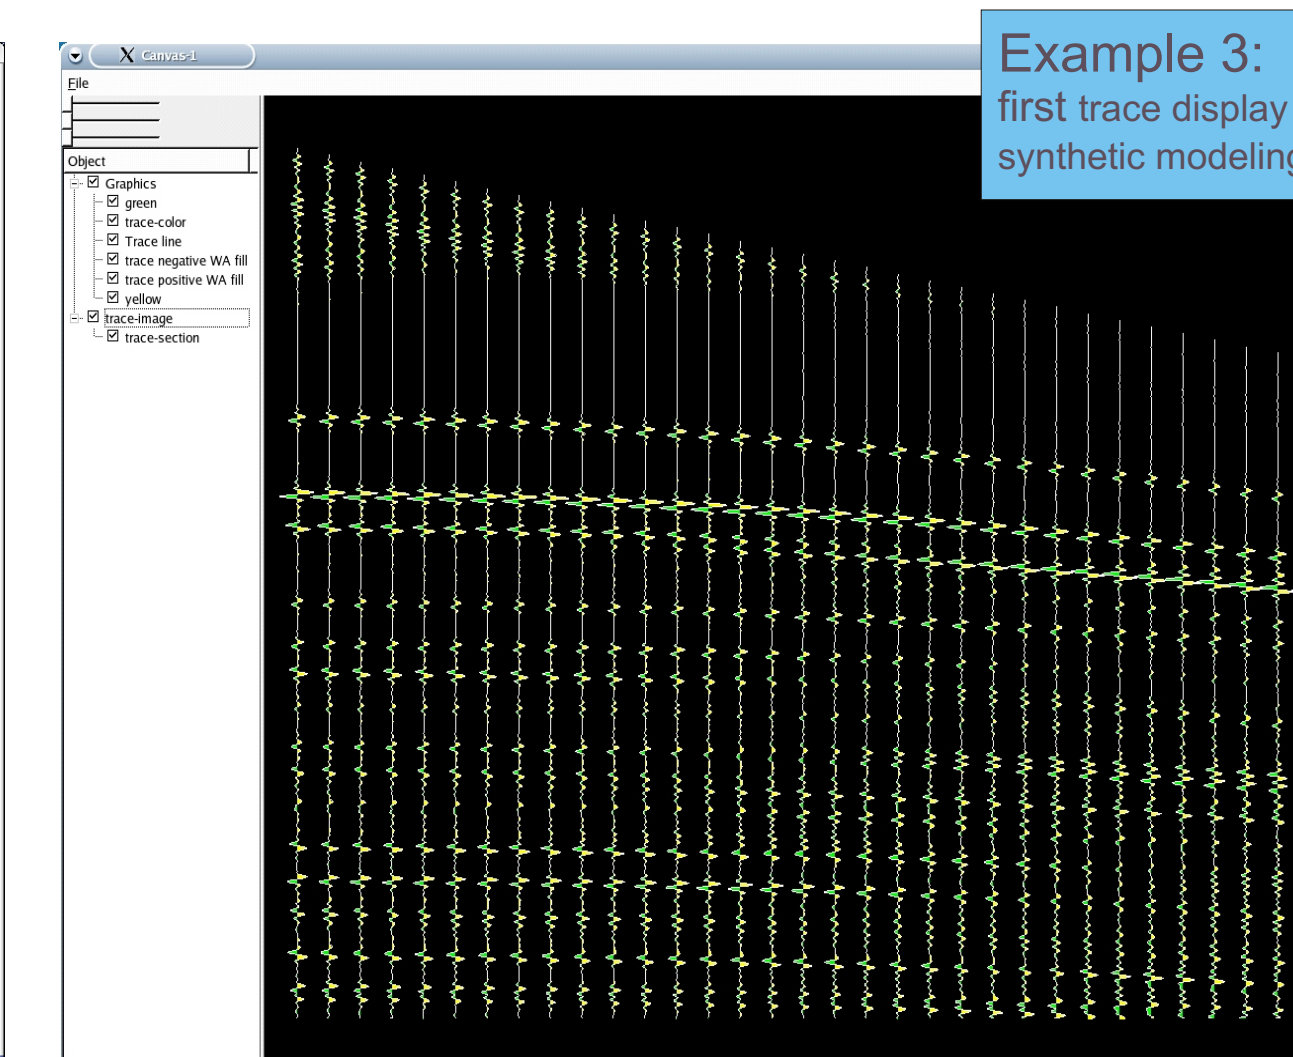 Canvas-1
Example 3:
first trace display
synthetic modeling
File
Object
Graphics
green
trace-color
Trace line
trace negative WA fill
trace positive WA fill
yellow
trace-image
trace-section